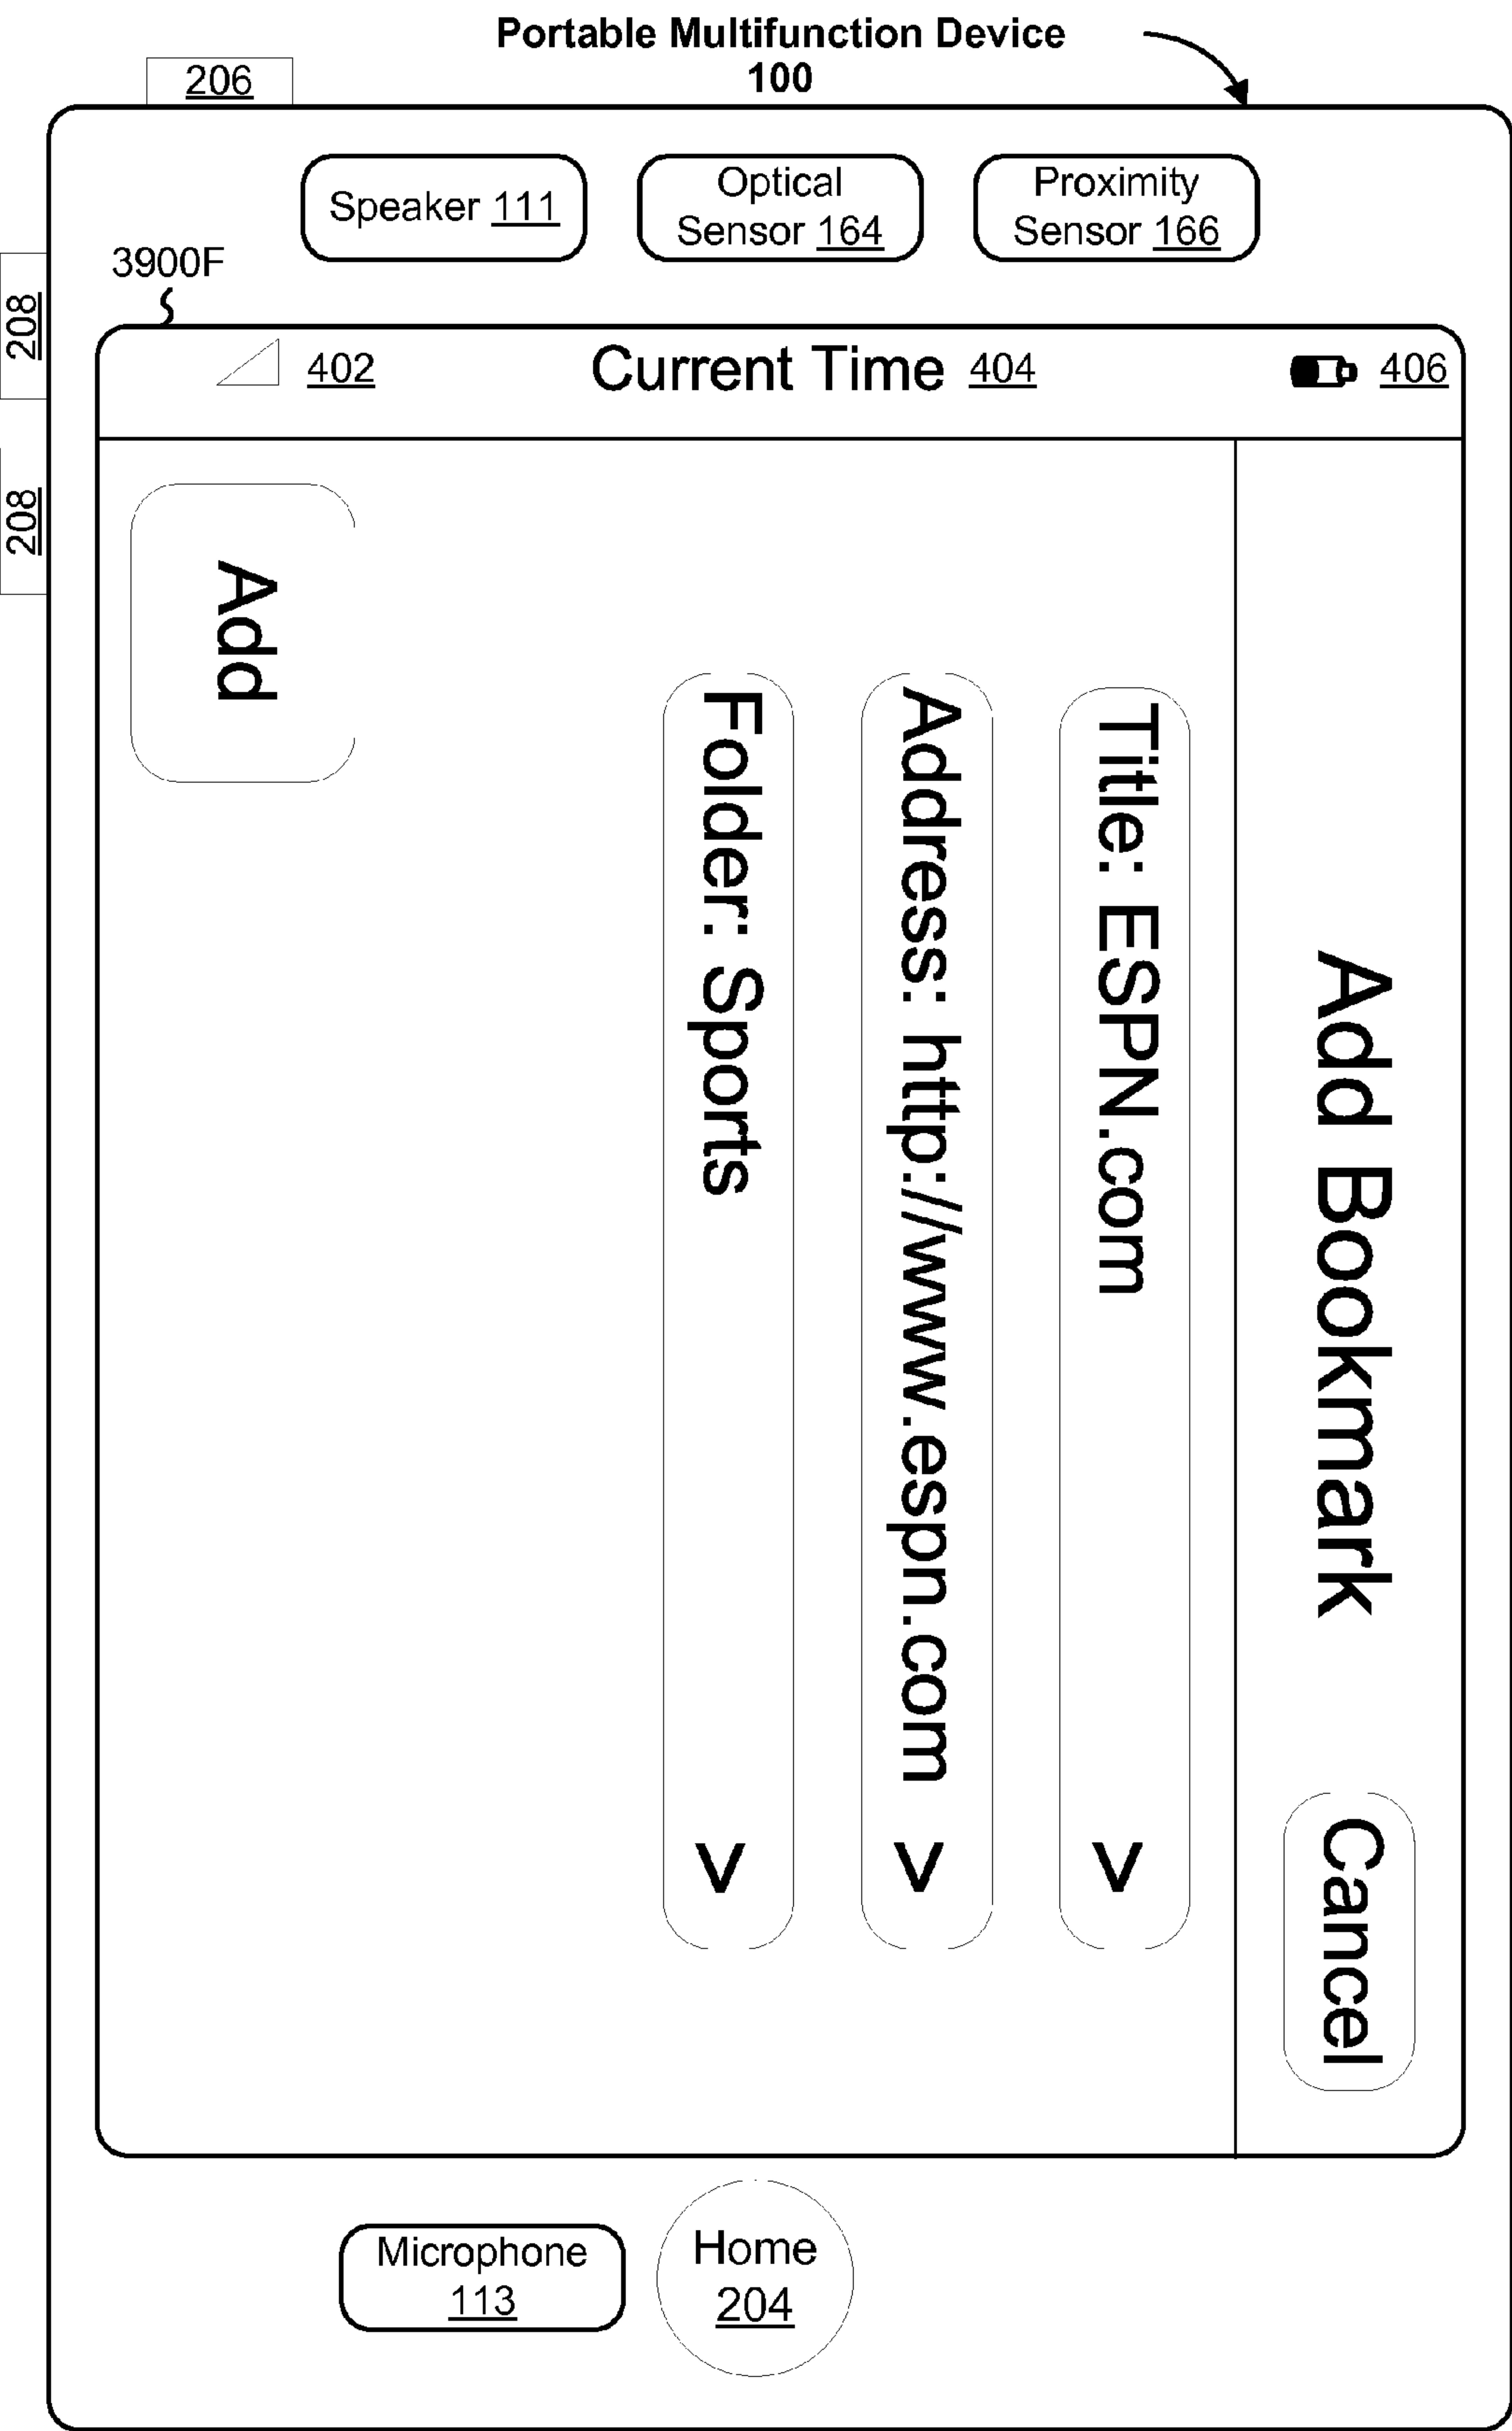 Portable Multifunction Device
100
206
Speaker 111
Optical
Sensor 164
Proximity
Sensor 166
3900F
208
208
402
Current Time 404
406
Add Bookmark
Cancel
Title: ESPN.com >
Address: http://www.espn.com >
Folder: Sports >
Add
Microphone
113
Home
204